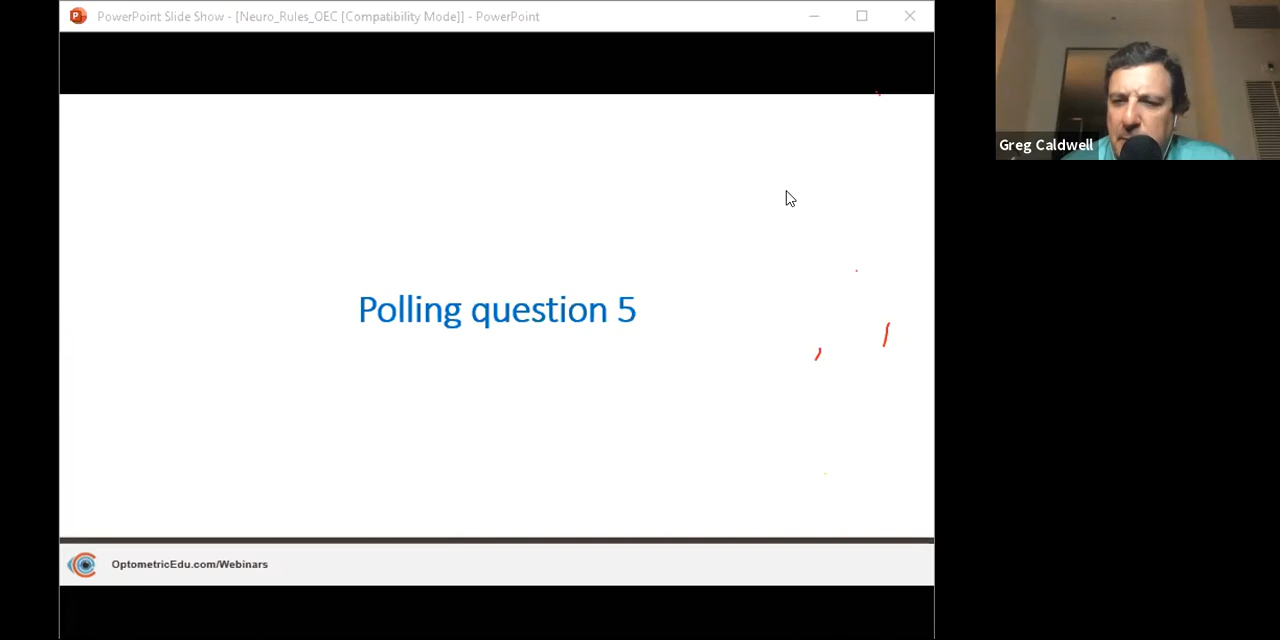 PowerPoint Slide Show - [Neuro_Rules_OEC [Compatibility Mode]] - PowerPoint
Greg Caldwell
Polling question 5
OptometricEdu.com/Webinars